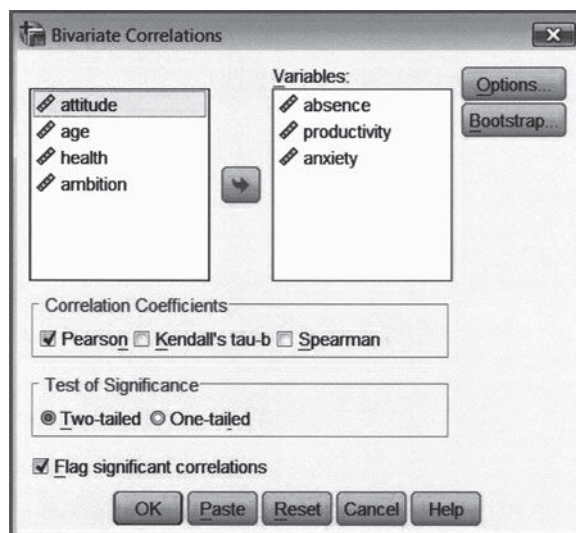 Bivariate Correlations
Variables:
attitude
age
health
ambition
absence
productivity
anxiety
Options...
Bootstrap...
Correlation Coefficients
Pearson Kendall's tau-b Spearman
Test of Significance
Two-tailed One-tailed
Flag significant correlations
OK Paste Reset Cancel Help